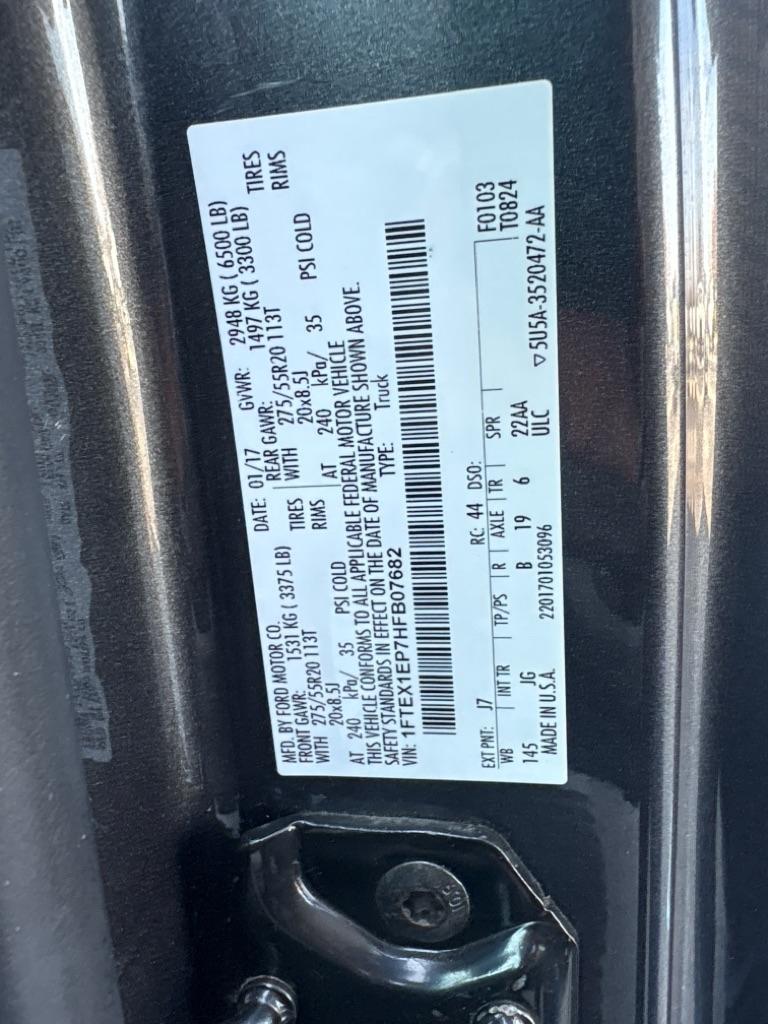 MFD. BY FORD MOTOR CO. DATE: 01/17 GVWR: 2948 KG ( 6500 LB)
FRONT GAWR: 1531 KG ( 3375 LB) REAR GAWR: 1497 KG ( 3300 LB)
WITH 275/55R20 113T TIRES WITH 275/55R20 113T TIRES
20x8.5J RIMS 20x8.5J RIMS
AT 240 kPa/ 35 PSI COLD AT 240 kPa/ 35 PSI COLD
THIS VEHICLE CONFORMS TO ALL APPLICABLE FEDERAL MOTOR VEHICLE
SAFETY STANDARDS IN EFFECT ON THE DATE OF MANUFACTURE SHOWN ABOVE.
VIN: 1FTEX1EP7HFB07682 TYPE: Truck
F0103
T0824
EXT PNT: J7 RC: 44 DSO:
WB INT TR TP/PS R AXLE TR SPR
145 JG B 19 6 22AA
ULC
MADE IN U.S.A. 2201701053096 ▽ 5U5A-3520472-AA